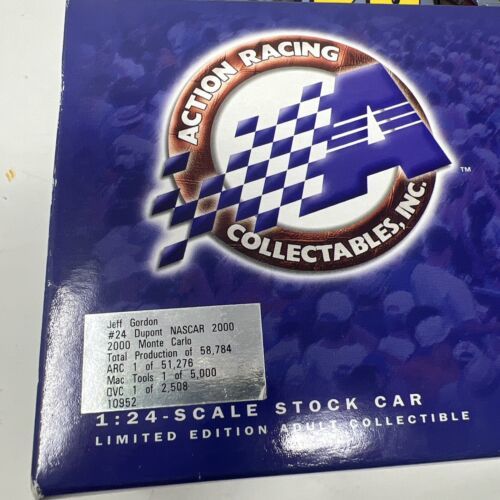 ACTION RACING
COLLECTABLES, INC.
A
TM
Jeff Gordon
#24 Dupont NASCAR 2000
2000 Monte Carlo
Total Production of 58,784
ARC 1 of 51,276
Mac Tools 1 of 5,000
QVC 1 of 2,508
10952
1:24-SCALE STOCK CAR
LIMITED EDITION ADULT COLLECTIBLE